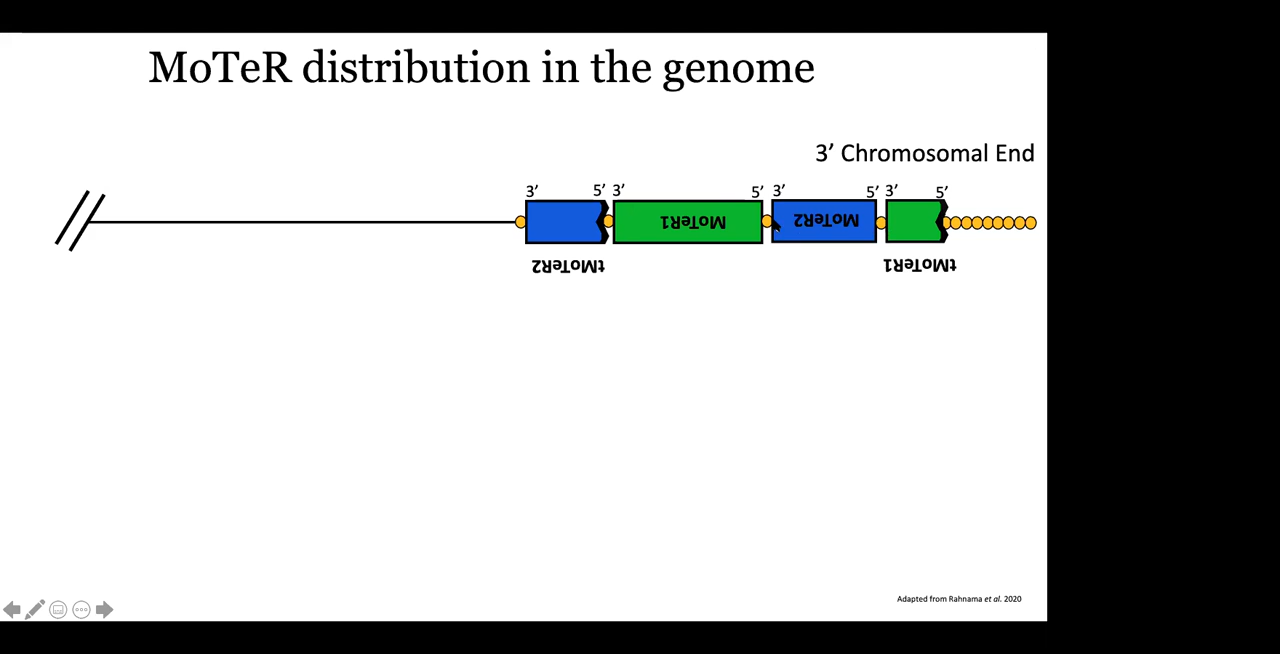 MoTeR distribution in the genome
3’ Chromosomal End
3’ 5’ 3’ 5’ 3’ 5’ 3’ 5’
MoTeR1 MoTeR2
tMoTeR2 tMoTeR1
Adapted from Rahnama et al. 2020